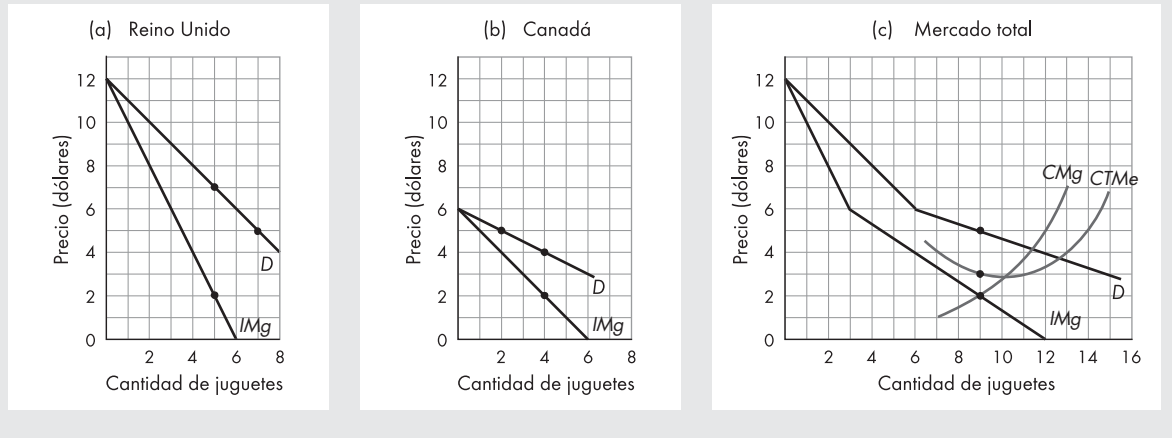 (a) Reino Unido
Precio (dólares)
12
10
8
6
4
2
0
D
IMg
2 4 6 8
Cantidad de juguetes
(b) Canadá
Precio (dólares)
12
10
8
6
4
2
0
D
IMg
2 4 6 8
Cantidad de juguetes
(c) Mercado total
Precio (dólares)
12
10
8
6
4
2
0
CMg CTMe
D
IMg
2 4 6 8 10 12 14 16
Cantidad de juguetes